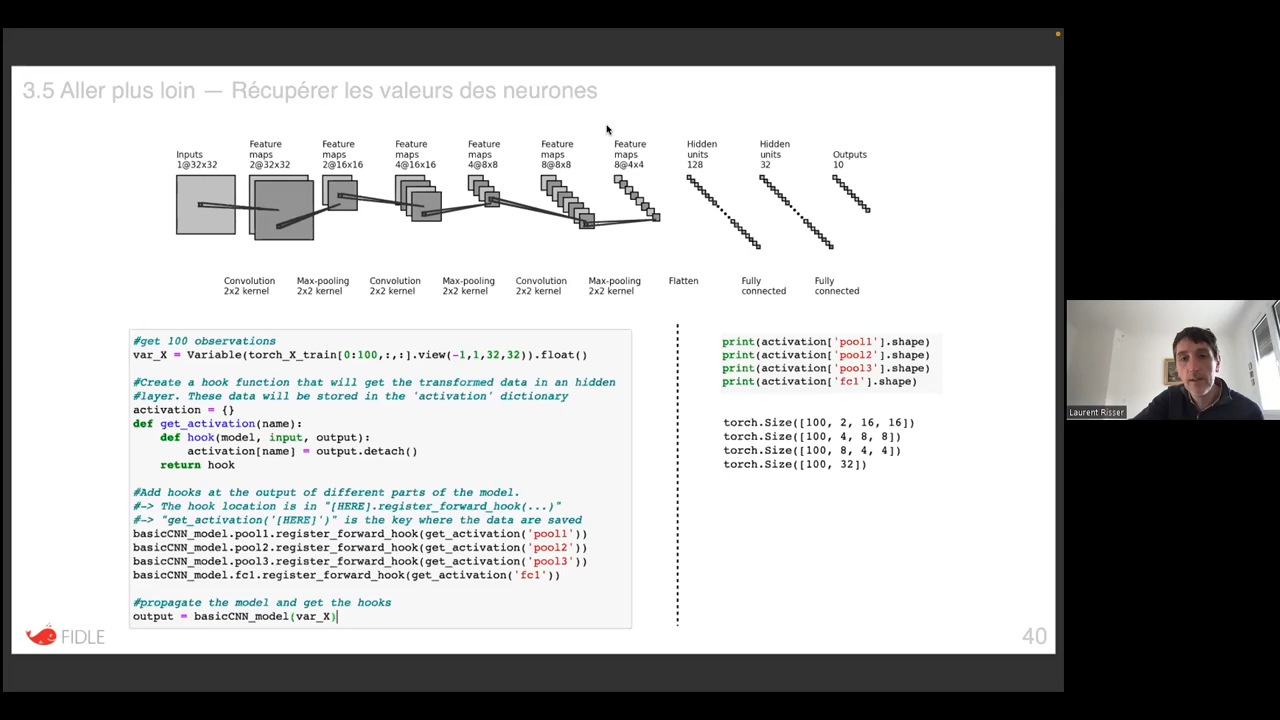 3.5 Aller plus loin — Récupérer les valeurs des neurones
Inputs
1@32x32
Feature
maps
2@32x32
Feature
maps
2@16x16
Feature
maps
4@16x16
Feature
maps
4@8x8
Feature
maps
8@8x8
Feature
maps
8@4x4
Hidden
units
128
Hidden
units
32
Outputs
10
Convolution
2x2 kernel
Max-pooling
2x2 kernel
Convolution
2x2 kernel
Max-pooling
2x2 kernel
Convolution
2x2 kernel
Max-pooling
2x2 kernel
Flatten
Fully
connected
Fully
connected
#get 100 observations
var_X = Variable(torch_X_train[0:100,:,:].view(-1,1,32,32)).float()
#Create a hook function that will get the transformed data in an hidden
#layer. These data will be stored in the 'activation' dictionary
activation = {}
def get_activation(name):
    def hook(model, input, output):
        activation[name] = output.detach()
    return hook
#Add hooks at the output of different parts of the model.
#-> The hook location is in "[HERE].register_forward_hook(...)"
#-> "get_activation('[HERE]')" is the key where the data are saved
basicCNN_model.pool1.register_forward_hook(get_activation('pool1'))
basicCNN_model.pool2.register_forward_hook(get_activation('pool2'))
basicCNN_model.pool3.register_forward_hook(get_activation('pool3'))
basicCNN_model.fc1.register_forward_hook(get_activation('fc1'))
#propagate the model and get the hooks
output = basicCNN_model(var_X)
print(activation['pool1'].shape)
print(activation['pool2'].shape)
print(activation['pool3'].shape)
print(activation['fc1'].shape)
torch.Size([100, 2, 16, 16])
torch.Size([100, 4, 8, 8])
torch.Size([100, 8, 4, 4])
torch.Size([100, 32])
FIDLE
40
Laurent Risser